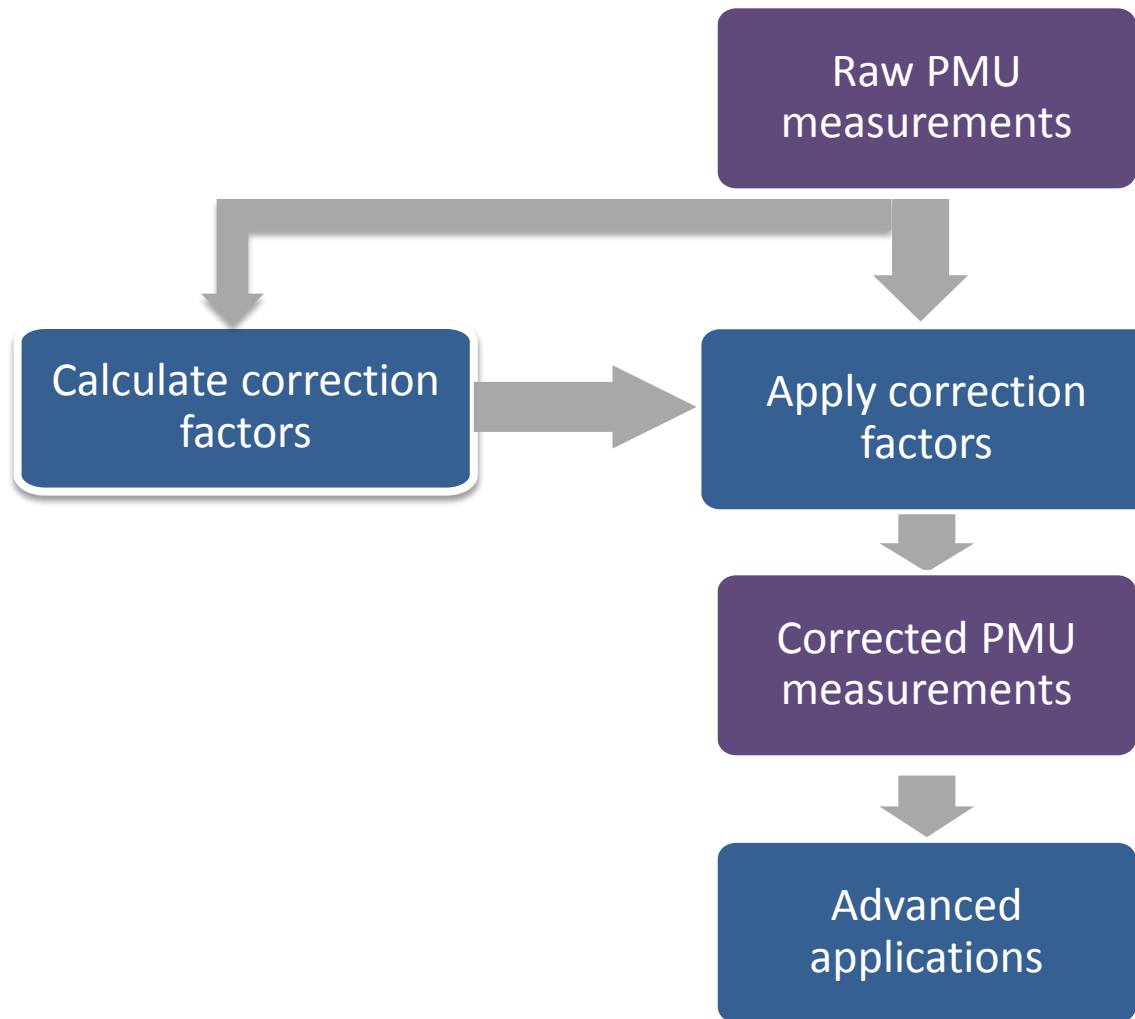 Raw PMU
measurements
Calculate correction
factors
Apply correction
factors
Corrected PMU
measurements
Advanced
applications